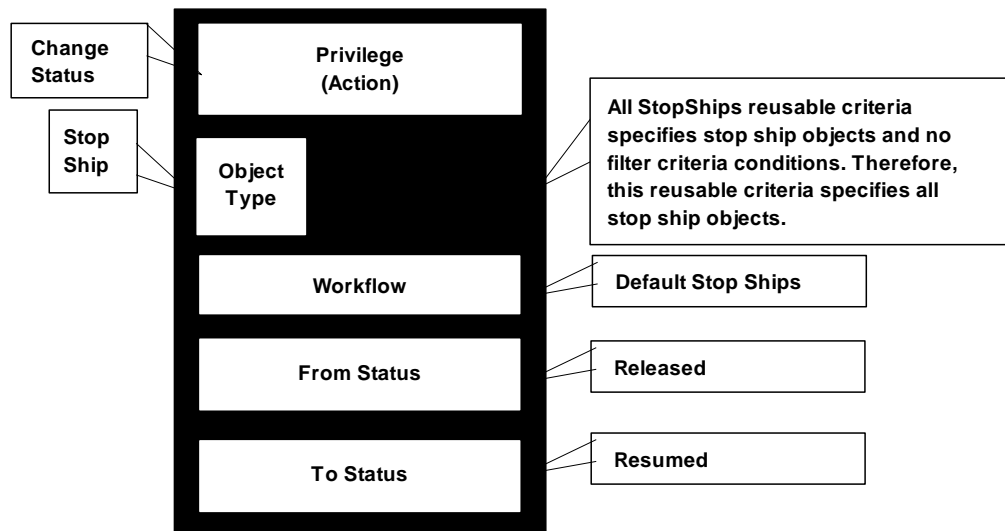 Change
Status
Privilege
(Action)
Stop
Ship
Object
Type
All StopShips reusable criteria
specifies stop ship objects and no
filter criteria conditions. Therefore,
this reusable criteria specifies all
stop ship objects.
Workflow
Default Stop Ships
From Status
Released
To Status
Resumed